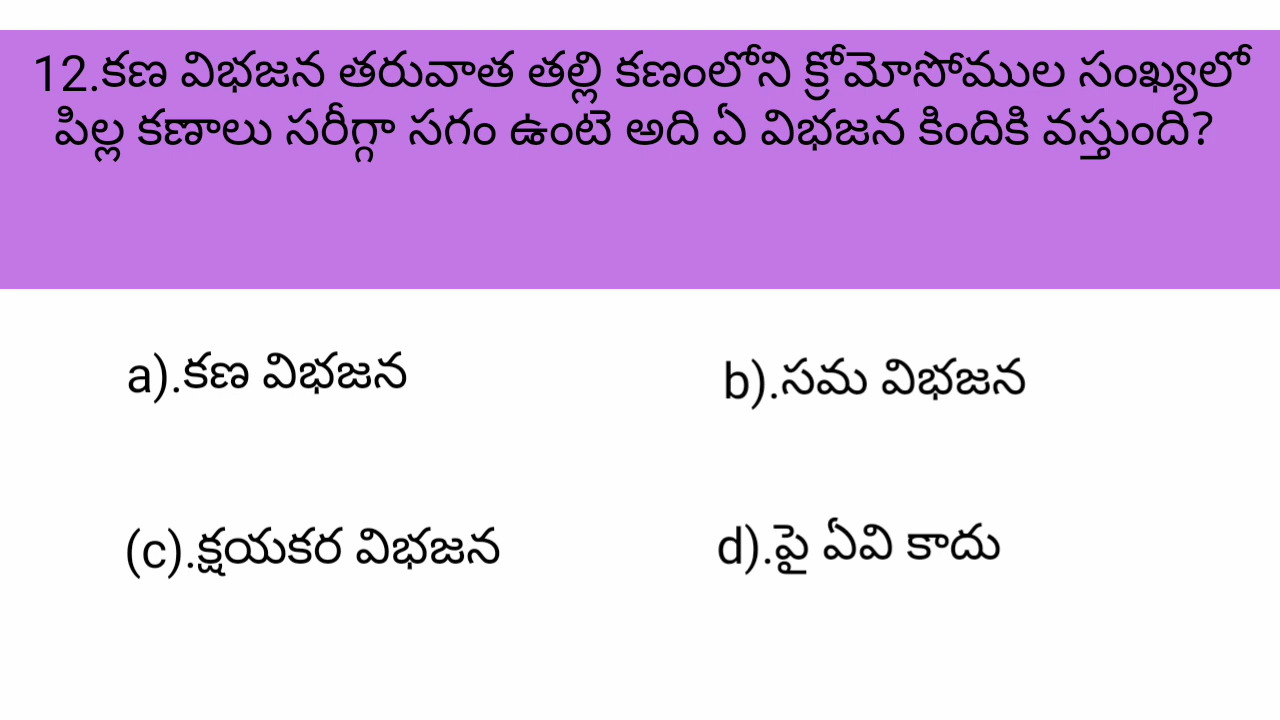 12.కణ విభజన తరువాత తల్లి కణంలోని క్రోమోసోముల సంఖ్యలో
పిల్ల కణాలు సరీగ్గా సగం ఉంటె అది ఏ విభజన కిందికి వస్తుంది?
a).కణ విభజన
b).సమ విభజన
(c).క్షయకర విభజన
d).పై ఏవి కాదు